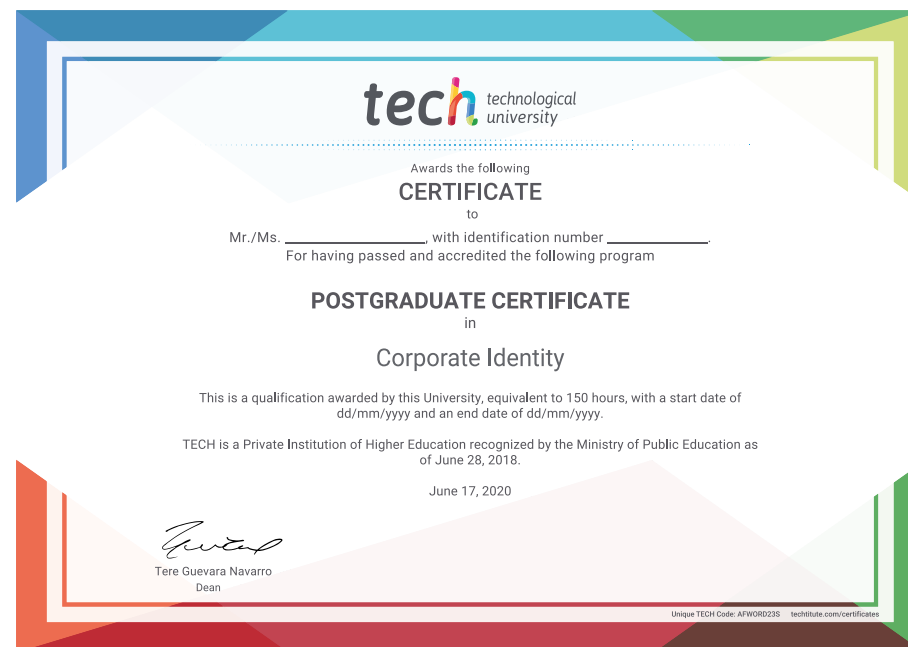 tech technological
university
Awards the following
CERTIFICATE
to
Mr./Ms. ____________________, with identification number ______________.
For having passed and accredited the following program
POSTGRADUATE CERTIFICATE
in
Corporate Identity
This is a qualification awarded by this University, equivalent to 150 hours, with a start date of
dd/mm/yyyy and an end date of dd/mm/yyyy.
TECH is a Private Institution of Higher Education recognized by the Ministry of Public Education as
of June 28, 2018.
June 17, 2020
Tere Guevara Navarro
Dean
Unique TECH Code: AFWORD23S techtitute.com/certificates